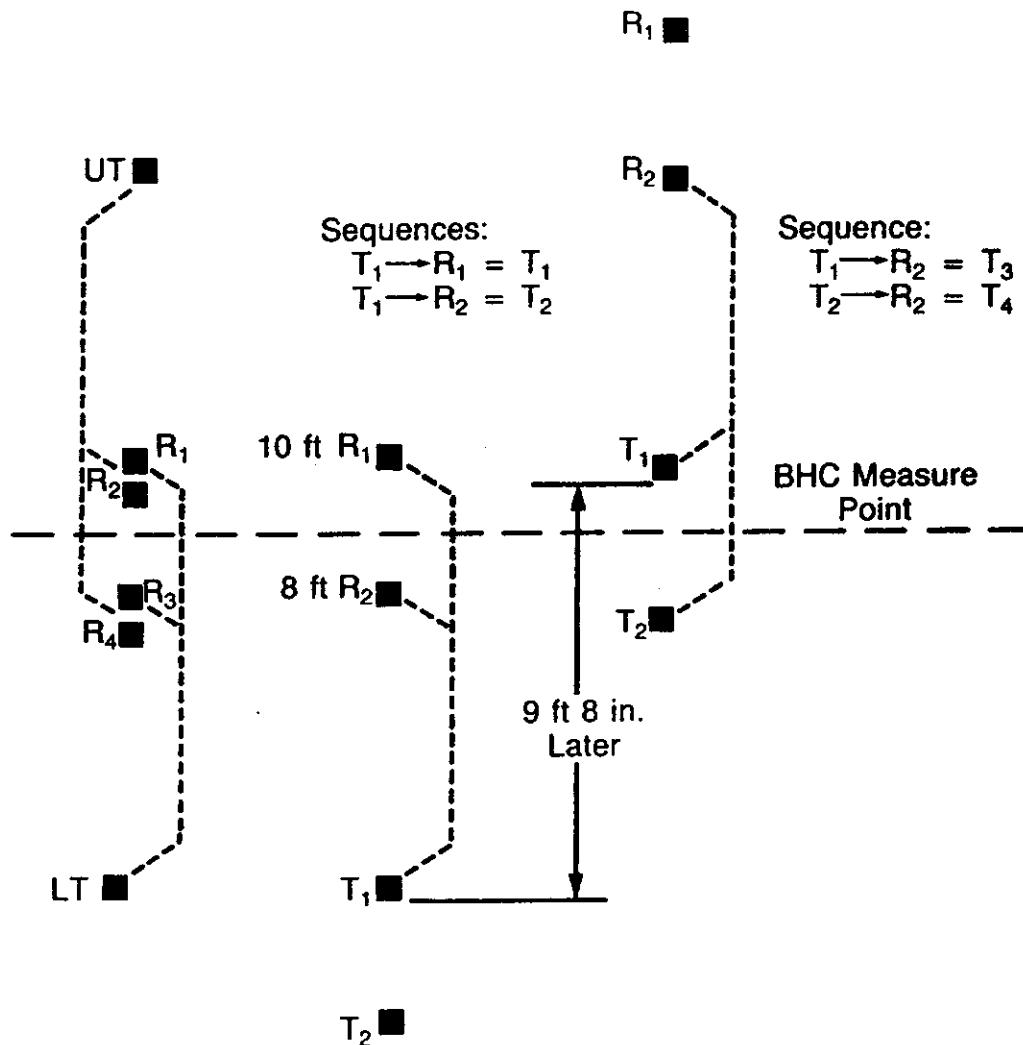 R₁
UT
R₂
Sequences:
T₁→R₁ = T₁
T₁→R₂ = T₂
Sequence:
T₁→R₂ = T₃
T₂→R₂ = T₄
R₁
R₂
10 ft R₁
T₁
BHC Measure
Point
R₃
R₄
8 ft R₂
T₂
9 ft 8 in.
Later
LT
T₁
T₂